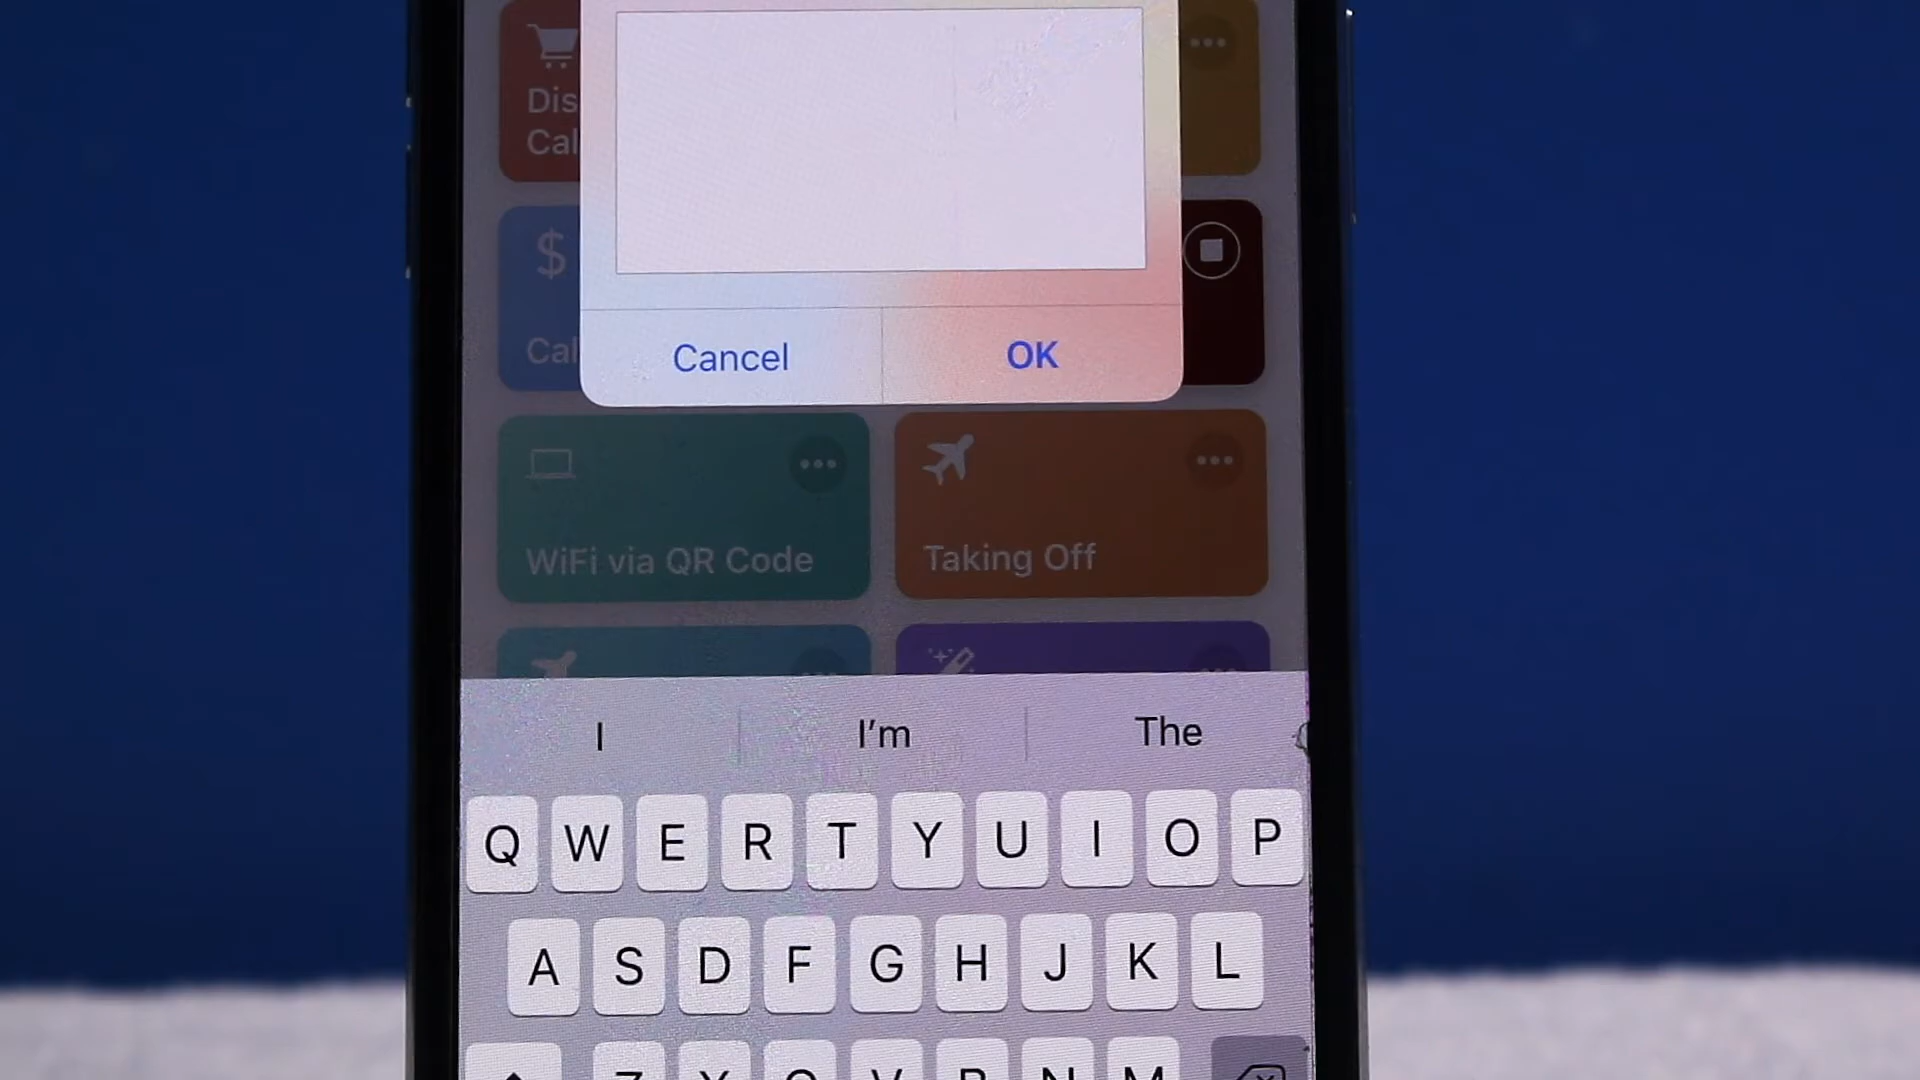 Dis
Cal
$
Cal
Cancel
OK
WiFi via QR Code
Taking Off
I
I'm
The
Q W E R T Y U I O P
A S D F G H J K L
Z X C V B N M